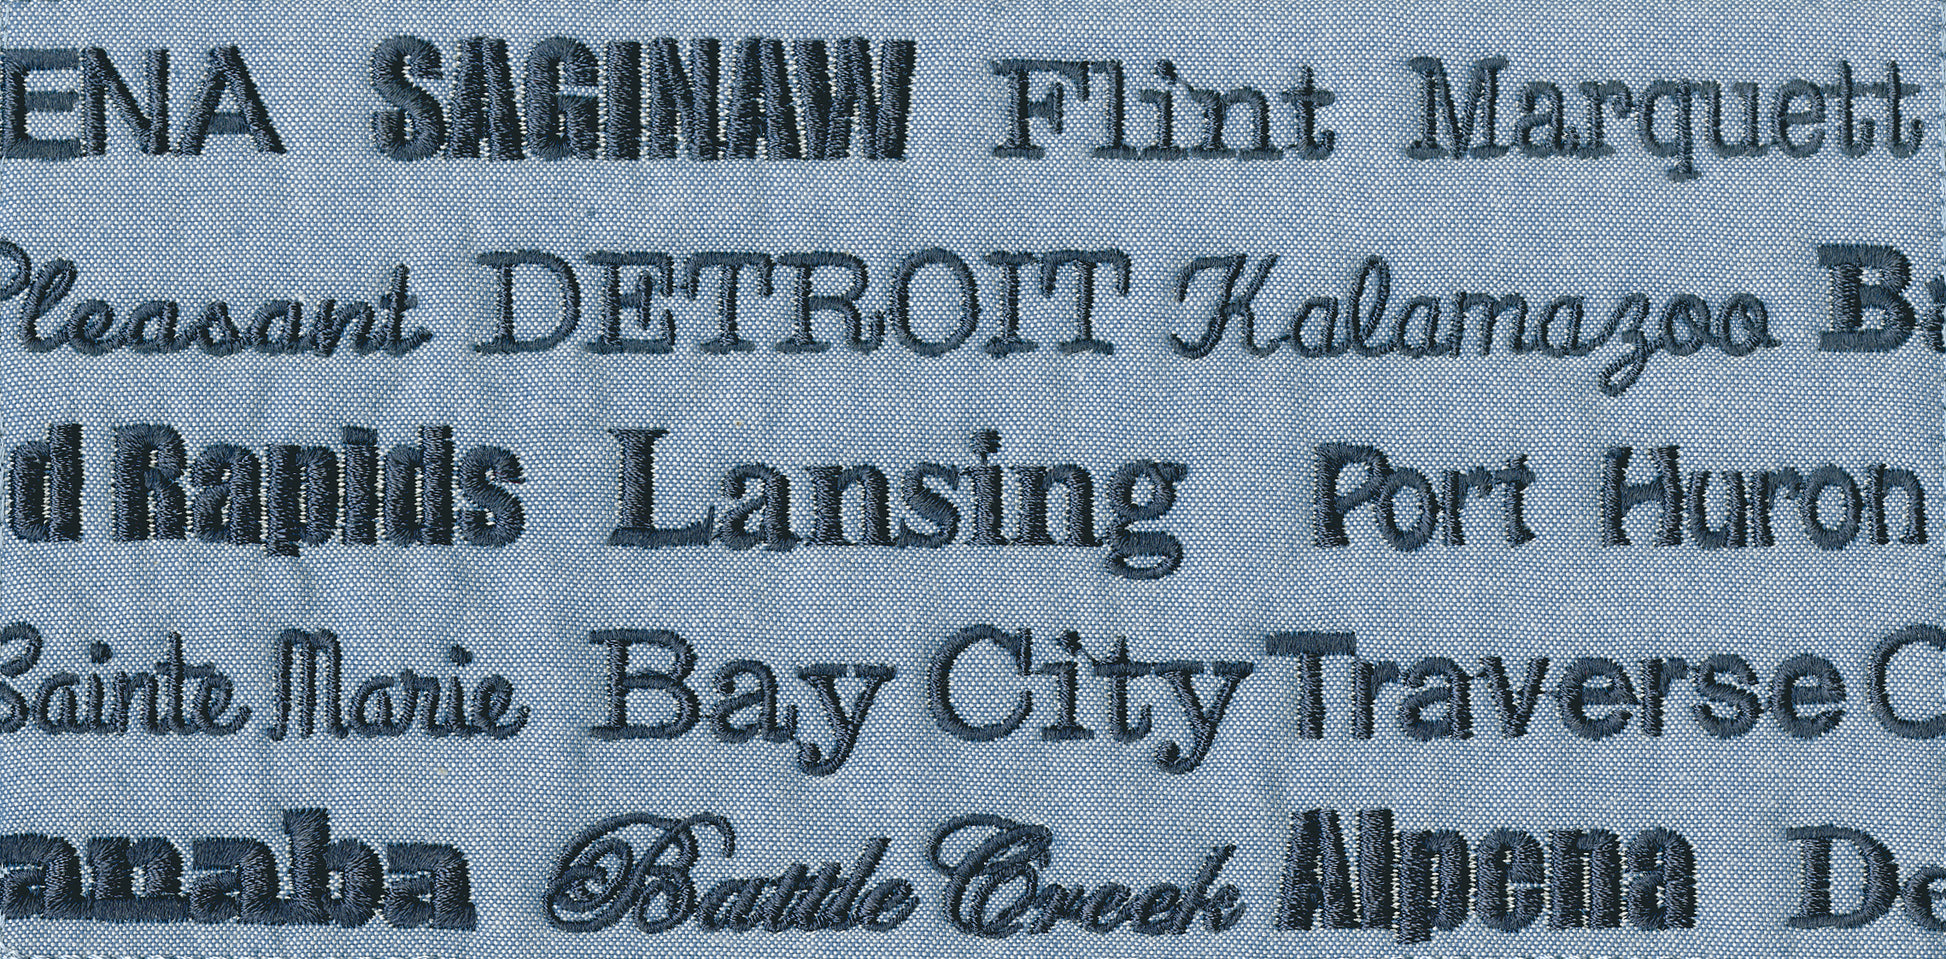 ENA SAGINAW Flint Marquett
Pleasant DETROIT Kalamazoo Ba
d Rapids Lansing Port Huron
Sainte Marie Bay City Traverse C
anaba Battle Creek Alpena De